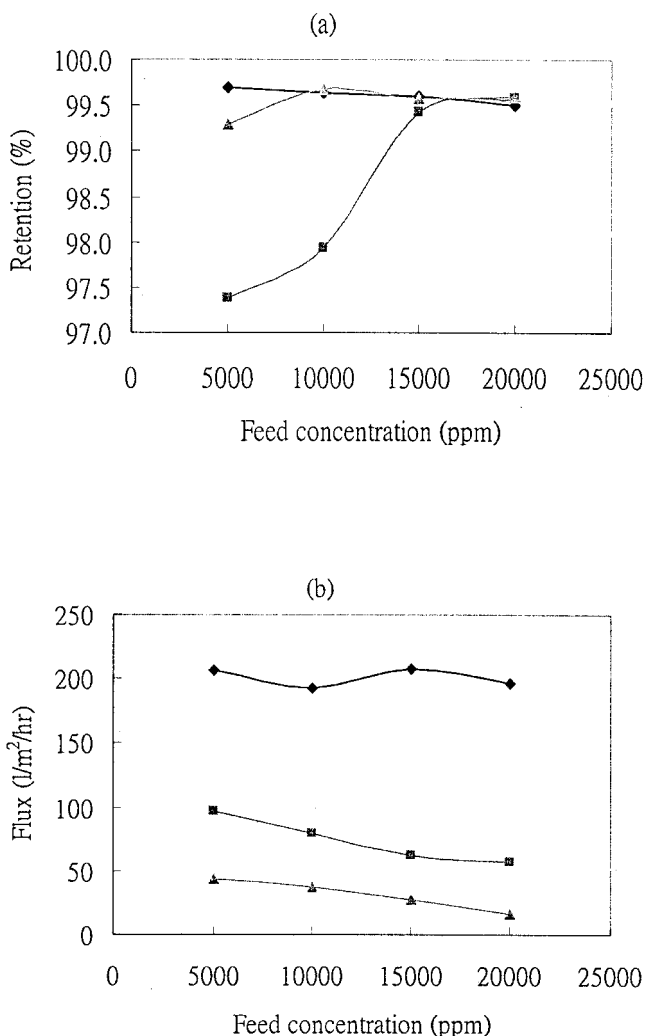 (a)
100.0
99.5
99.0
98.5
98.0
97.5
97.0
Retention (%)
0 5000 10000 15000 20000 25000
Feed concentration (ppm)
(b)
250
200
150
100
50
0
Flux (l/m²/hr)
0 5000 10000 15000 20000 25000
Feed concentration (ppm)